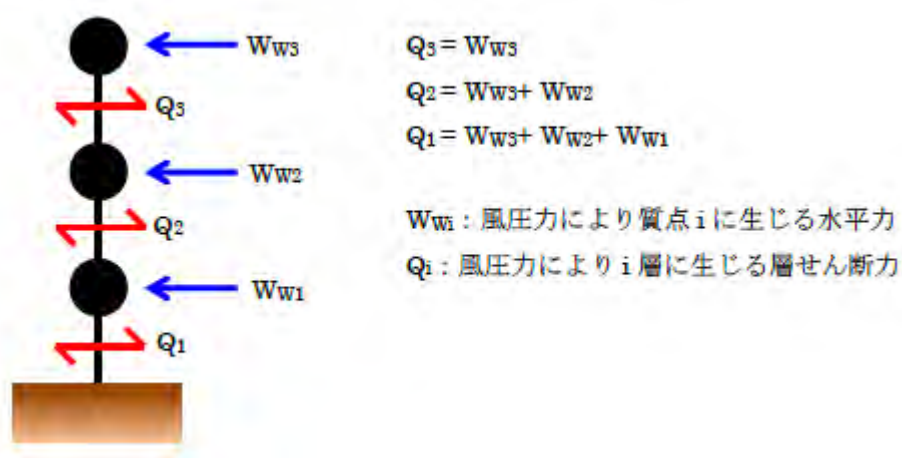 WW3
Q3
WW2
Q2
WW1
Q1
Q3 = WW3
Q2 = WW3+ WW2
Q1 = WW3+ WW2+ WW1
WWi：風圧力により質点 i に生じる水平力
Qi：風圧力により i 層に生じる層せん断力